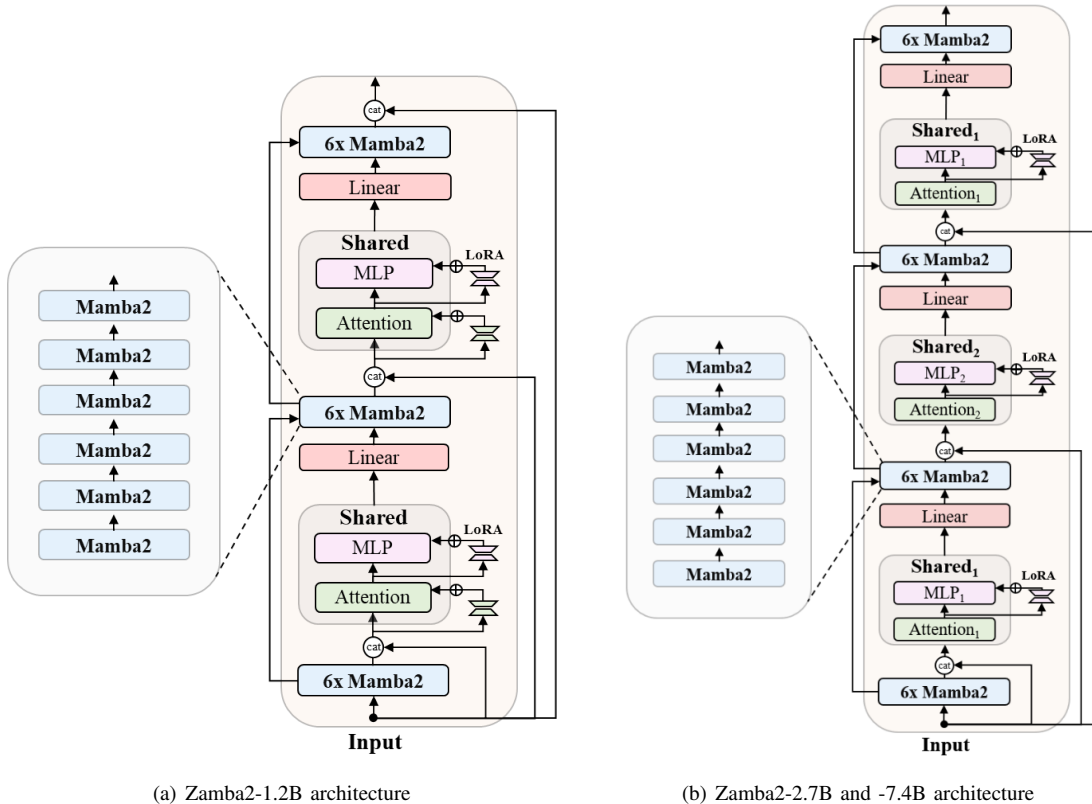 cat
6x Mamba2
Linear
Shared
LoRA
MLP
Attention
cat
6x Mamba2
Linear
Shared
LoRA
MLP
Attention
cat
6x Mamba2
Input
Mamba2
Mamba2
Mamba2
Mamba2
Mamba2
Mamba2
(a) Zamba2-1.2B architecture
6x Mamba2
Linear
Shared₁
LoRA
MLP₁
Attention₁
cat
6x Mamba2
Linear
Shared₂
LoRA
MLP₂
Attention₂
cat
6x Mamba2
Linear
Shared₁
LoRA
MLP₁
Attention₁
cat
6x Mamba2
Input
Mamba2
Mamba2
Mamba2
Mamba2
Mamba2
Mamba2
(b) Zamba2-2.7B and -7.4B architecture